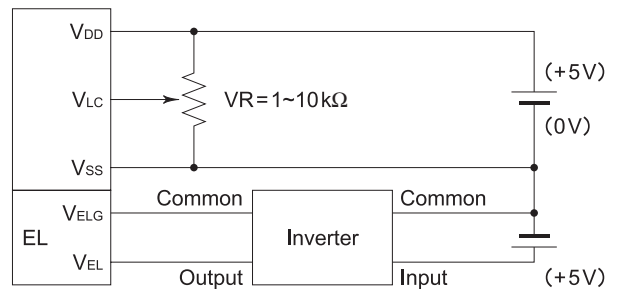 VDD
(+5V)
VLC
VR=1~10kΩ
(0V)
VSS
Common
Common
VELG
EL
Inverter
VEL
Output
Input
(+5V)